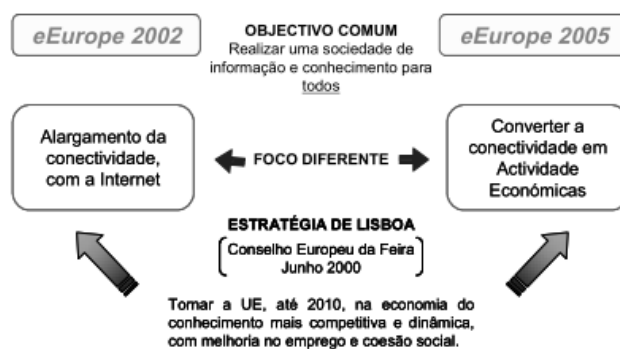 eEurope 2002
OBJECTIVO COMUM
Realizar uma sociedade de
informação e conhecimento para
todos
eEurope 2005
Alargamento da
conectividade,
com a Internet
FOCO DIFERENTE
Converter a
conectividade em
Actividade
Económicas
ESTRATÉGIA DE LISBOA
Conselho Europeu da Feira
Junho 2000
Tornar a UE, até 2010, na economia do
conhecimento mais competitiva e dinâmica,
com melhoria no emprego e coesão social.